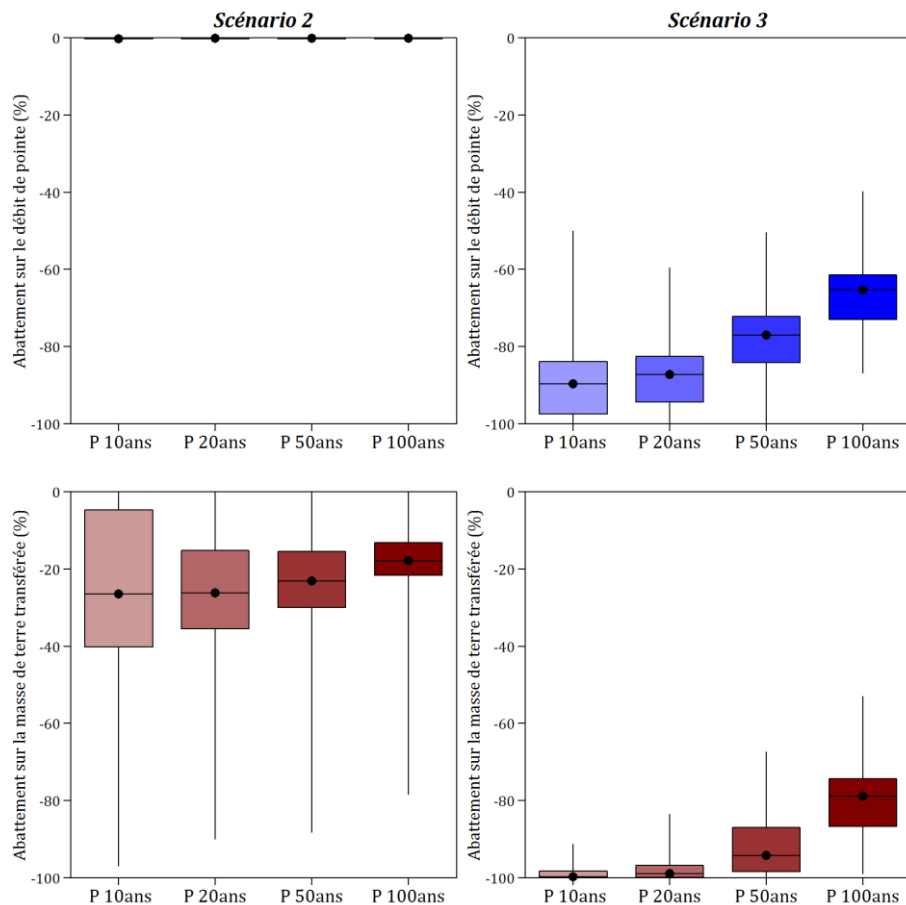 Scénario 2
Scénario 3
Abattement sur le débit de pointe (%)
0
-20
-40
-60
-80
-100
P 10ans P 20ans P 50ans P 100ans
Abattement sur le débit de pointe (%)
0
-20
-40
-60
-80
-100
P 10ans P 20ans P 50ans P 100ans
Abattement sur la masse de terre transférée (%)
0
-20
-40
-60
-80
-100
P 10ans P 20ans P 50ans P 100ans
Abattement sur la masse de terre transférée (%)
0
-20
-40
-60
-80
-100
P 10ans P 20ans P 50ans P 100ans